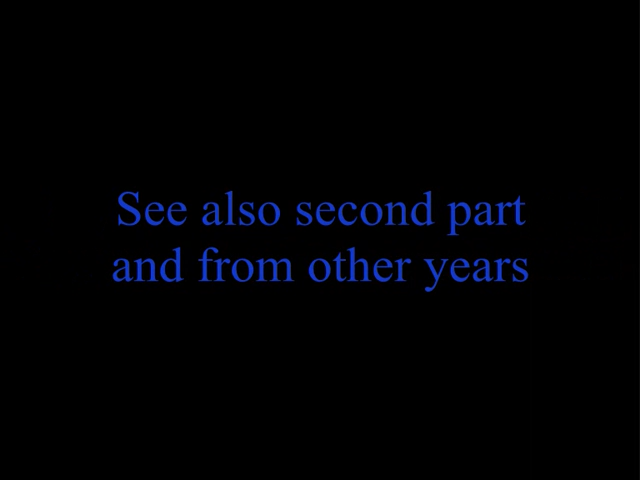 See also second part
and from other years